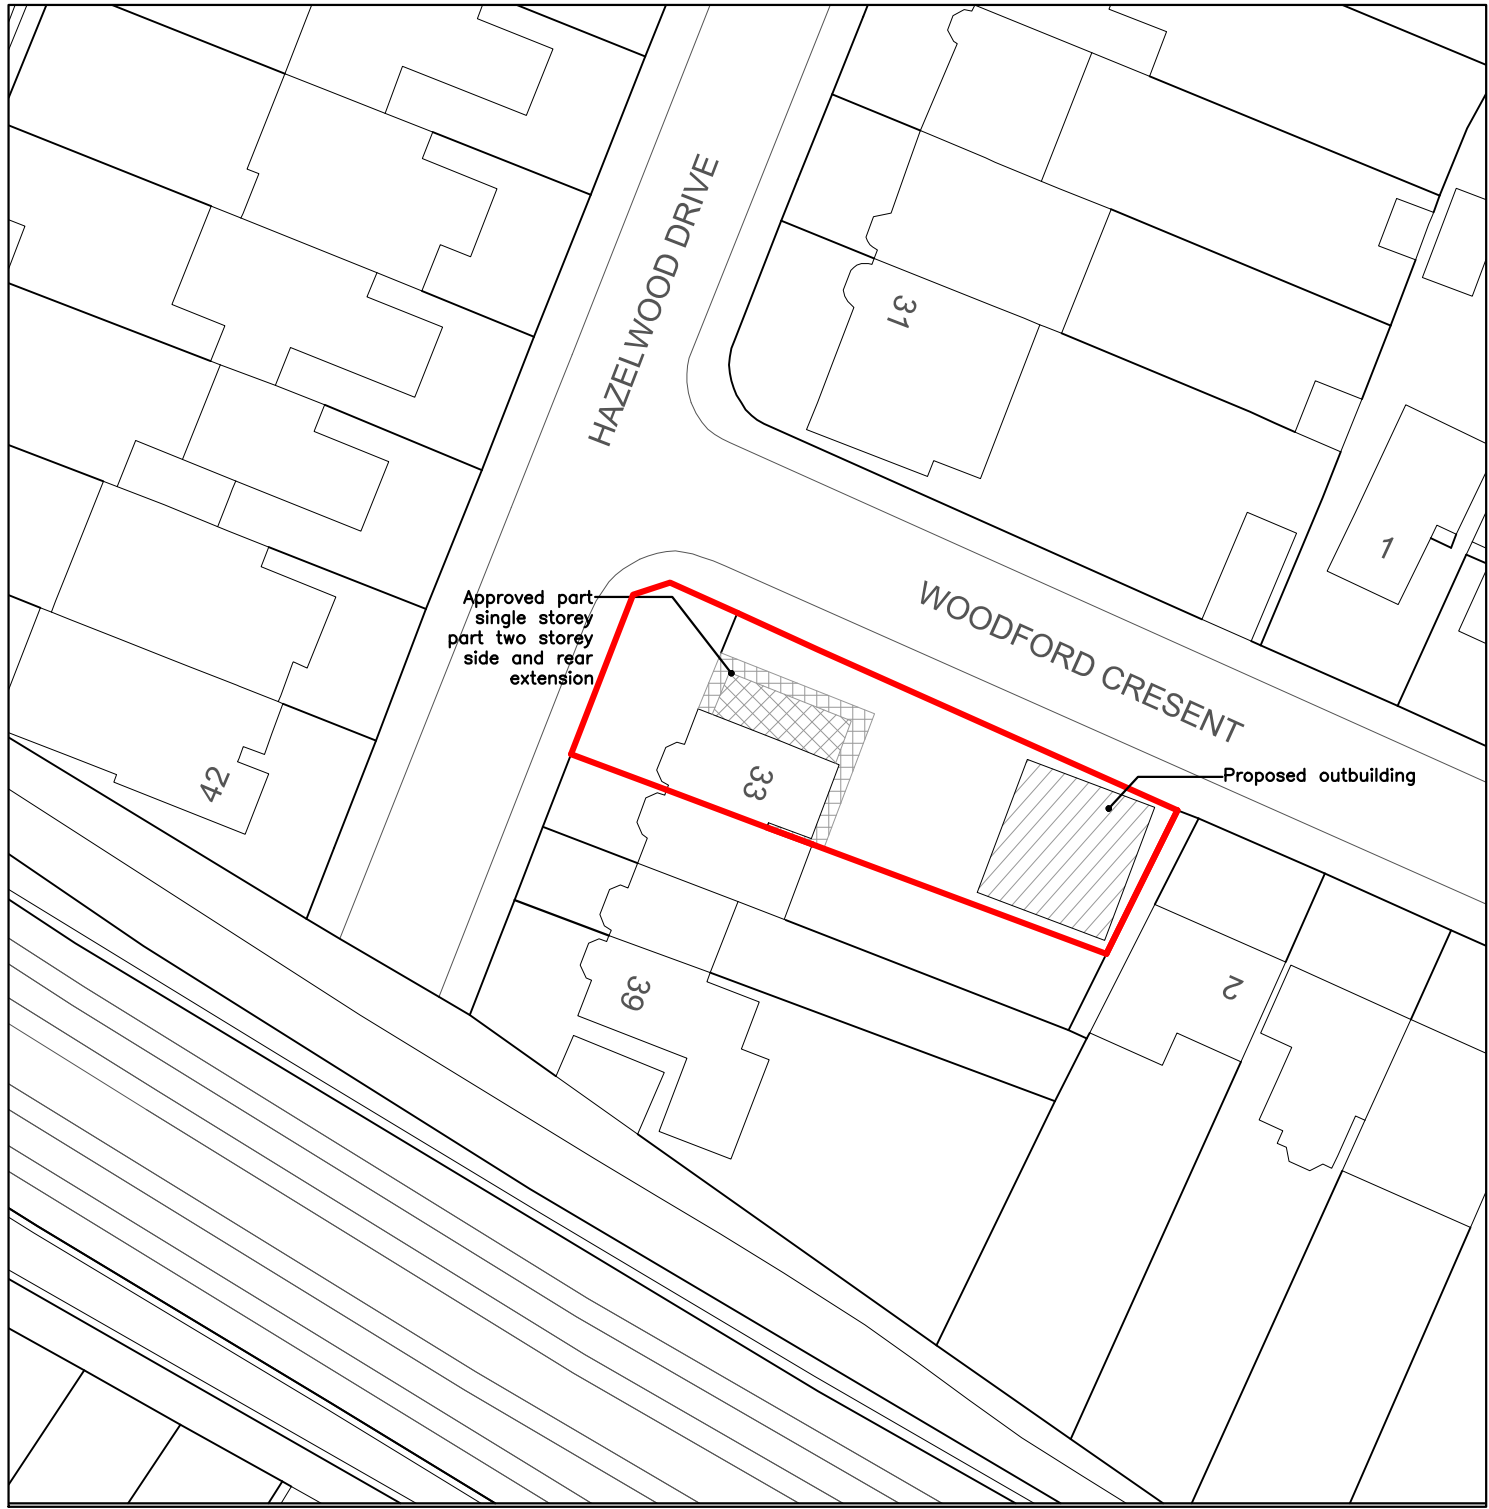 HAZELWOOD DRIVE
31
1
WOODFORD CRESENT
Approved part
single storey
part two storey
side and rear
extension
33
Proposed outbuilding
42
39
2